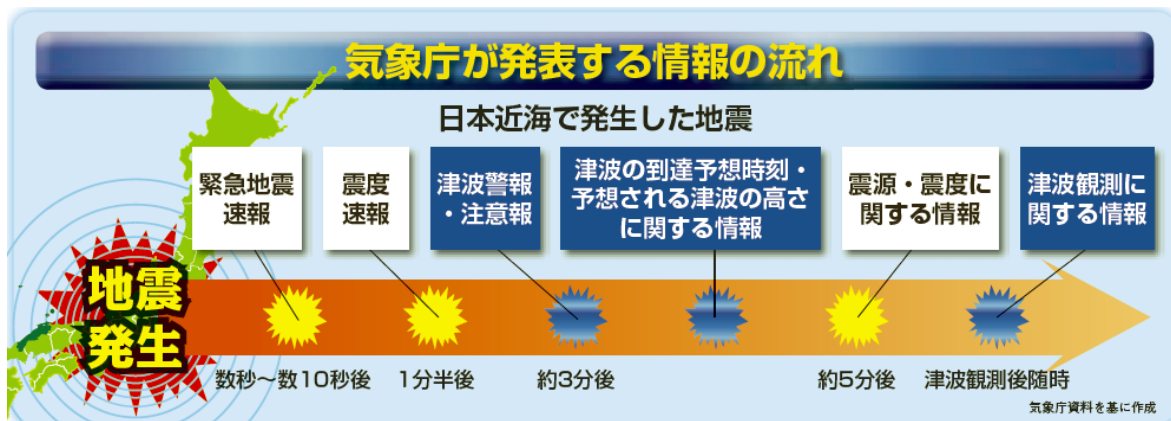 気象庁が発表する情報の流れ
日本近海で発生した地震
緊急地震
速報
震度
速報
津波警報
・注意報
津波の到達予想時刻・
予想される津波の高さ
に関する情報
震源・震度に
関する情報
津波観測に
関する情報
地震
発生
数秒～数10秒後
1分半後
約3分後
約5分後
津波観測後随時
気象庁資料を基に作成